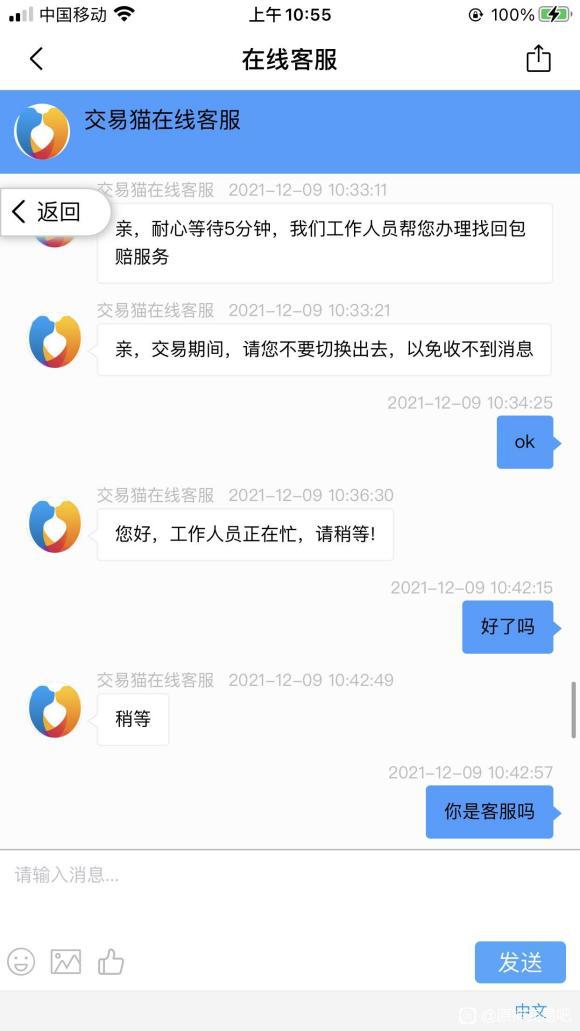 中国移动
上午10:55
100%
在线客服
交易猫在线客服
返回
交易猫在线客服 2021-12-09 10:33:11
亲，耐心等待5分钟，我们工作人员帮您办理找回包
赔服务
交易猫在线客服 2021-12-09 10:33:21
亲，交易期间，请您不要切换出去，以免收不到消息
2021-12-09 10:34:25
ok
交易猫在线客服 2021-12-09 10:36:30
您好，工作人员正在忙，请稍等!
2021-12-09 10:42:15
好了吗
交易猫在线客服 2021-12-09 10:42:49
稍等
2021-12-09 10:42:57
你是客服吗
请输入消息...
发送
中文